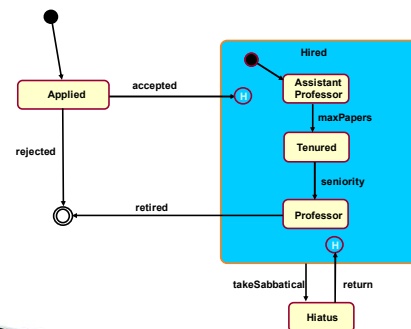 Hired
Applied
accepted
H
Assistant
Professor
maxPapers
rejected
Tenured
seniority
retired
Professor
H
takeSabbatical
return
Hiatus